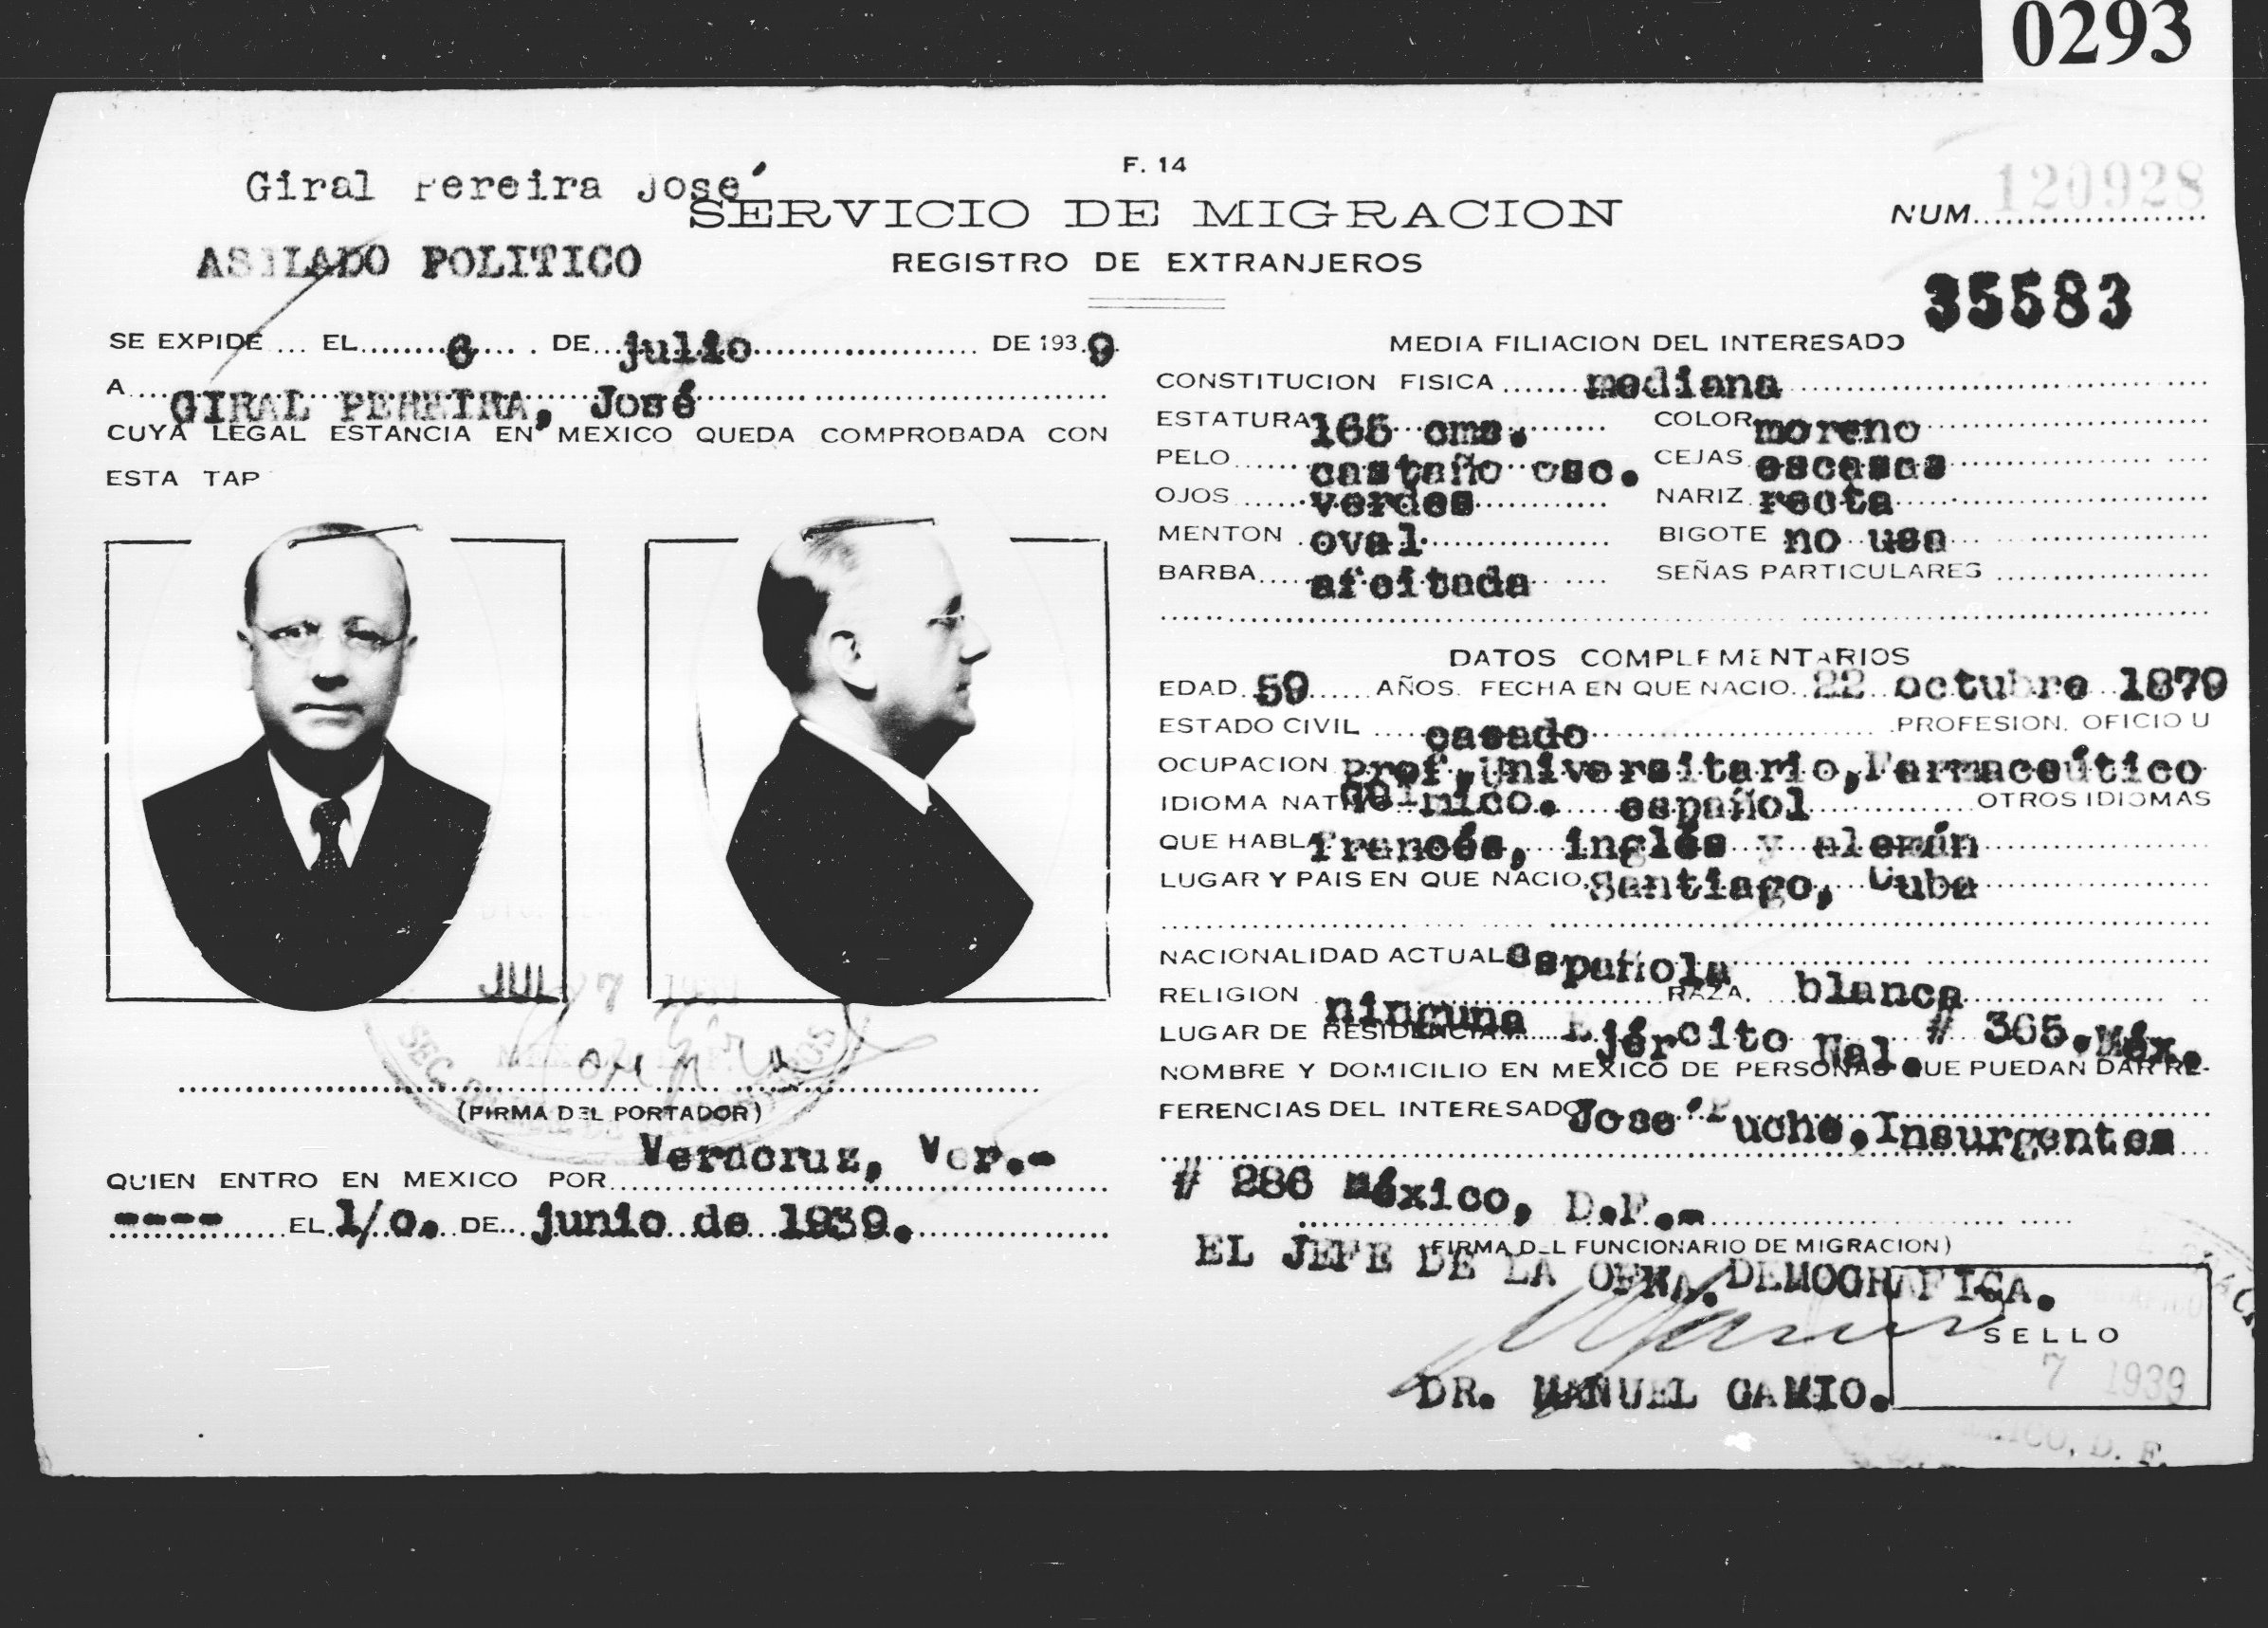 0293
Giral Pereira José
F. 14
SERVICIO DE MIGRACION
NUM. 120928
ASILADO POLITICO
REGISTRO DE EXTRANJEROS
35583
SE EXPIDE ... EL 6 DE julio DE 1939
A GIRAL PEREIRA, José
CUYA LEGAL ESTANCIA EN MEXICO QUEDA COMPROBADA CON
ESTA TAP
JUL 7 1939
(FIRMA DEL PORTADOR)
QUIEN ENTRO EN MEXICO POR Veracruz, Ver.-
---- EL 1/o. DE junio de 1939.
MEDIA FILIACION DEL INTERESADO
CONSTITUCION FISICA mediana
ESTATURA 165 cms. COLOR moreno
PELO castaño osc. CEJAS escasas
OJOS verdes NARIZ recta
MENTON oval BIGOTE no usa
BARBA afeitada SEÑAS PARTICULARES
DATOS COMPLEMENTARIOS
EDAD 59 AÑOS. FECHA EN QUE NACIO 22 octubre 1879
ESTADO CIVIL casado PROFESION, OFICIO U
OCUPACION Prof. Universitario, Farmaceútico
IDIOMA NAT Químico. español OTROS IDIOMAS
QUE HABLA francés, inglés y alemán
LUGAR Y PAIS EN QUE NACIO Santiago, Cuba
NACIONALIDAD ACTUAL española
RELIGION ninguna RAZA. blanca
LUGAR DE RESIDENCIA Ejército Nal. # 365, Méx.
NOMBRE Y DOMICILIO EN MEXICO DE PERSONAS QUE PUEDAN DAR RE-
FERENCIAS DEL INTERESADO José Puche, Insurgentes
# 286 México, D.F.-
(FIRMA DEL FUNCIONARIO DE MIGRACION)
EL JEFE DE LA OFNA. DEMOGRAFICA.
SELLO
7 1939
DR. MANUEL GAMIO.
MEXICO, D. F.